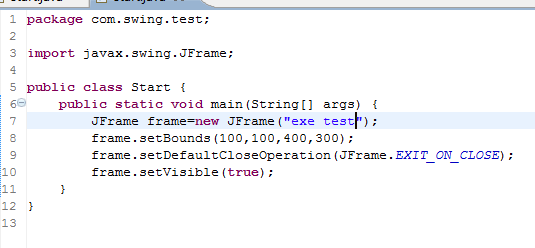 1 package com.swing.test;
2
3 import javax.swing.JFrame;
4
5 public class Start {
6 public static void main(String[] args) {
7 JFrame frame=new JFrame("exe test");
8 frame.setBounds(100,100,400,300);
9 frame.setDefaultCloseOperation(JFrame.EXIT_ON_CLOSE);
10 frame.setVisible(true);
11 }
12 }
13